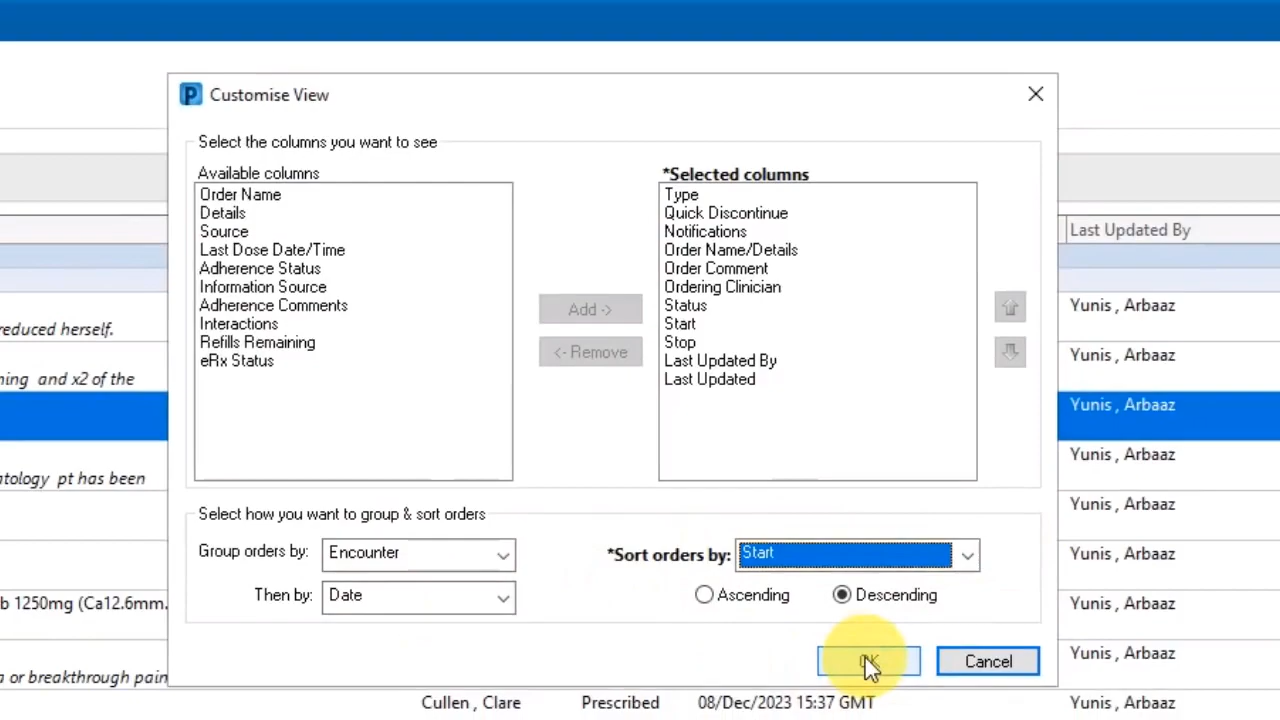 P Customise View
Select the columns you want to see
Available columns
Order Name
Details
Source
Last Dose Date/Time
Adherence Status
Information Source
Adherence Comments
Interactions
Refills Remaining
eRx Status
Add ->
<- Remove
*Selected columns
Type
Quick Discontinue
Notifications
Order Name/Details
Order Comment
Ordering Clinician
Status
Start
Stop
Last Updated By
Last Updated
Select how you want to group & sort orders
Group orders by: Encounter
Then by: Date
*Sort orders by: Start
Ascending Descending
OK Cancel
Last Updated By
Yunis , Arbaaz
reduced herself.
Yunis , Arbaaz
ning and x2 of the
Yunis , Arbaaz
Yunis , Arbaaz
atology pt has been
Yunis , Arbaaz
Yunis , Arbaaz
b 1250mg (Ca12.6mm. Yunis , Arbaaz
Yunis , Arbaaz
a or breakthrough pain
Cullen , Clare Prescribed 08/Dec/2023 15:37 GMT Yunis , Arbaaz